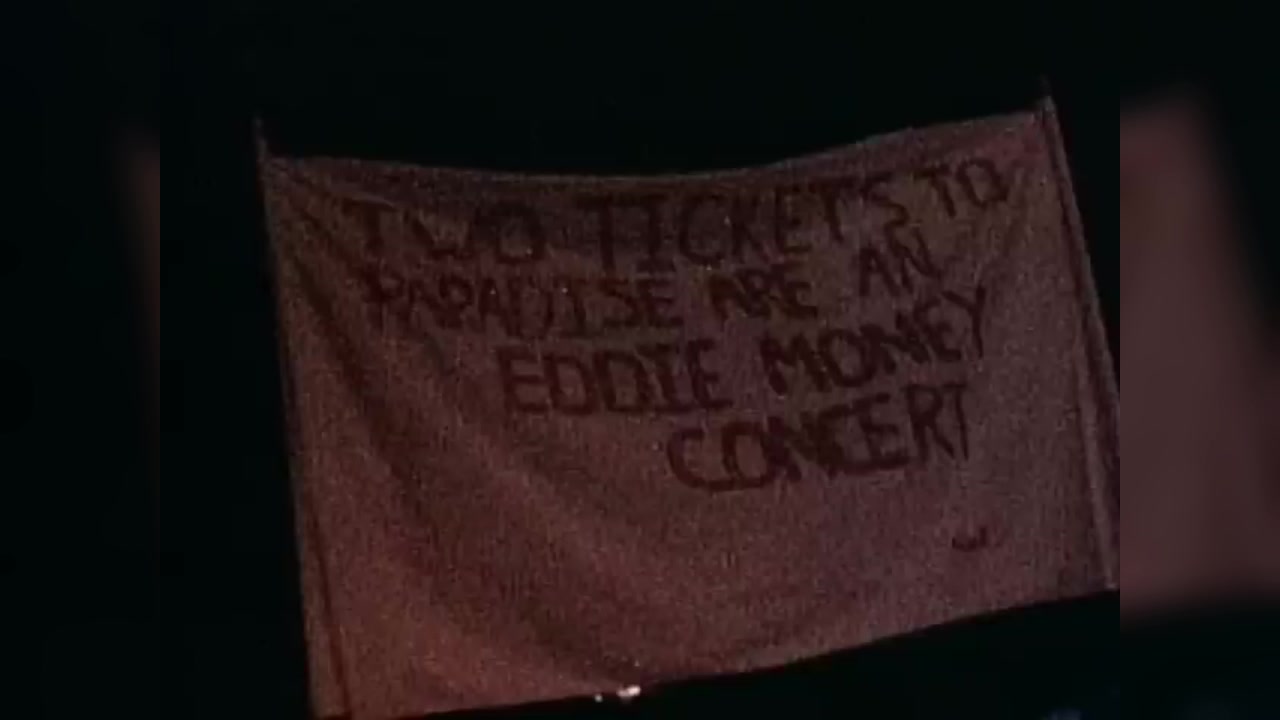 TWO TICKETS TO
PARADISE ARE AN
EDDIE MONEY
CONCERT